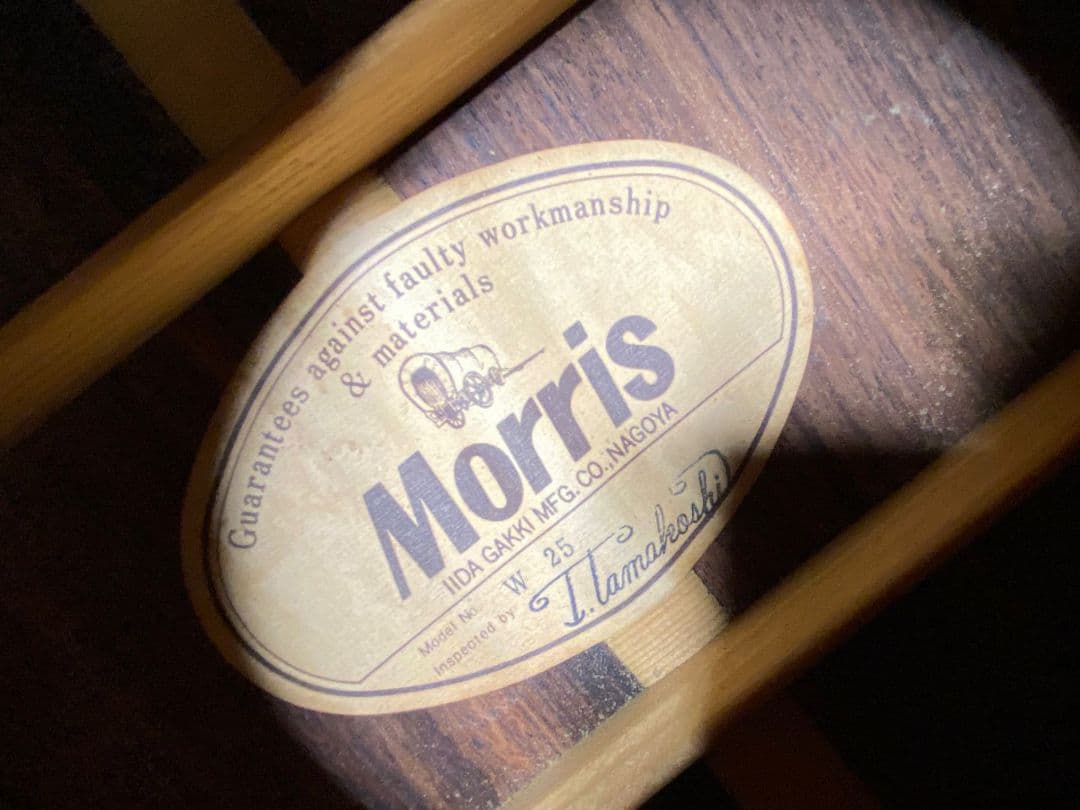 Guarantees against faulty workmanship
& materials
Morris
IIDA GAKKI MFG. CO., NAGOYA
Model No. W 25
Inspected by T. Tamakoshi